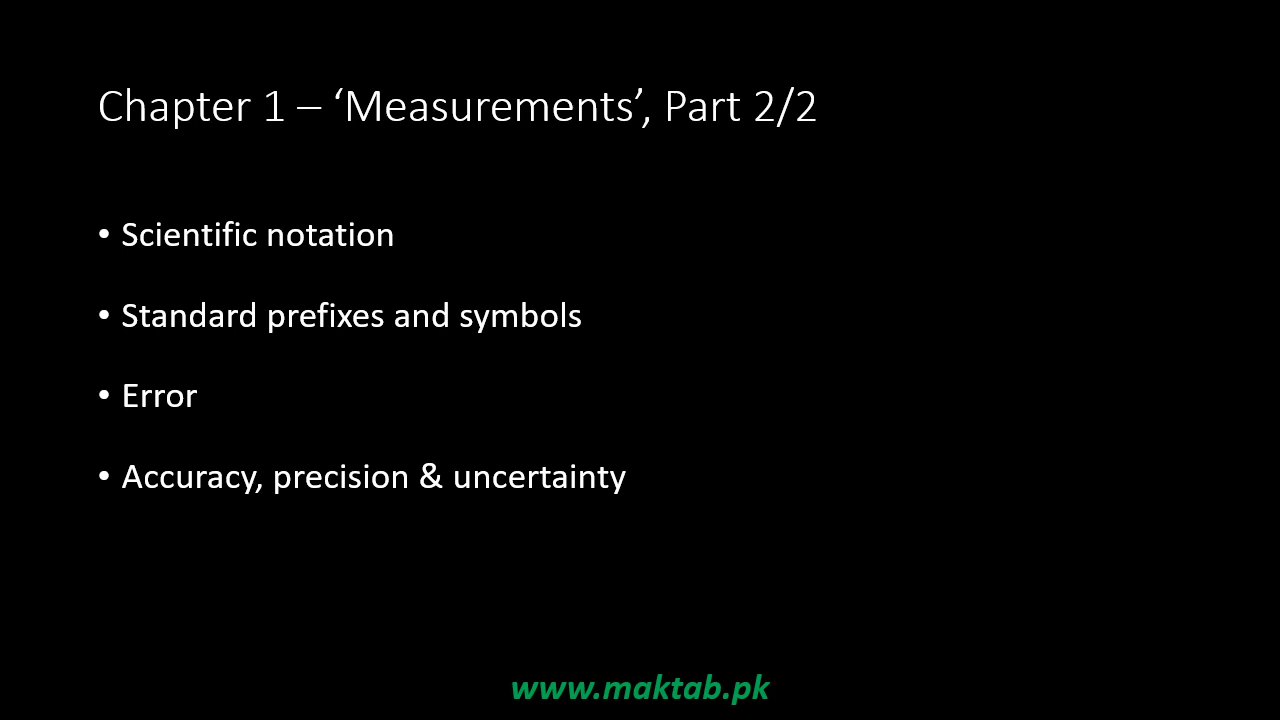 Chapter 1 – ‘Measurements’, Part 2/2
• Scientific notation
• Standard prefixes and symbols
• Error
• Accuracy, precision & uncertainty
www.maktab.pk